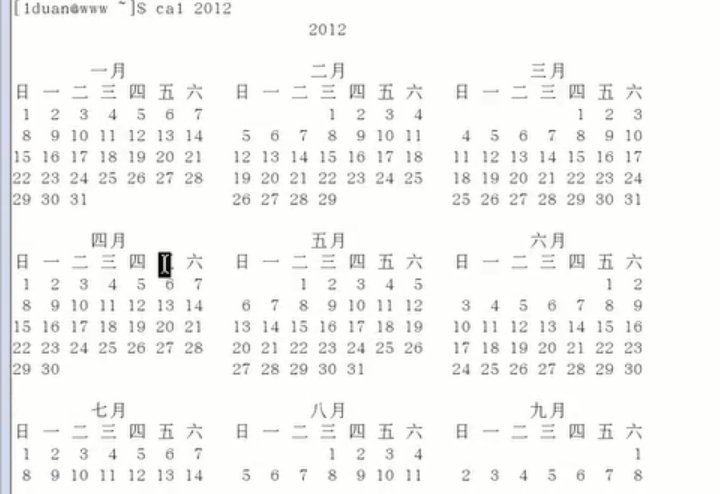 [lduan@www ~]$ cal 2012
2012
一月 二月 三月
日 一 二 三 四 五 六 日 一 二 三 四 五 六 日 一 二 三 四 五 六
1 2 3 4 5 6 7 1 2 3 4 1 2 3
8 9 10 11 12 13 14 5 6 7 8 9 10 11 4 5 6 7 8 9 10
15 16 17 18 19 20 21 12 13 14 15 16 17 18 11 12 13 14 15 16 17
22 23 24 25 26 27 28 19 20 21 22 23 24 25 18 19 20 21 22 23 24
29 30 31 26 27 28 29 25 26 27 28 29 30 31
四月 五月 六月
日 一 二 三 四 六 日 一 二 三 四 五 六 日 一 二 三 四 五 六
1 2 3 4 5 6 7 1 2 3 4 5 1 2
8 9 10 11 12 13 14 6 7 8 9 10 11 12 3 4 5 6 7 8 9
15 16 17 18 19 20 21 13 14 15 16 17 18 19 10 11 12 13 14 15 16
22 23 24 25 26 27 28 20 21 22 23 24 25 26 17 18 19 20 21 22 23
29 30 27 28 29 30 31 24 25 26 27 28 29 30
七月 八月 九月
日 一 二 三 四 五 六 日 一 二 三 四 五 六 日 一 二 三 四 五 六
1 2 3 4 5 6 7 1 2 3 4 1
8 9 10 11 12 13 14 5 6 7 8 9 10 11 2 3 4 5 6 7 8